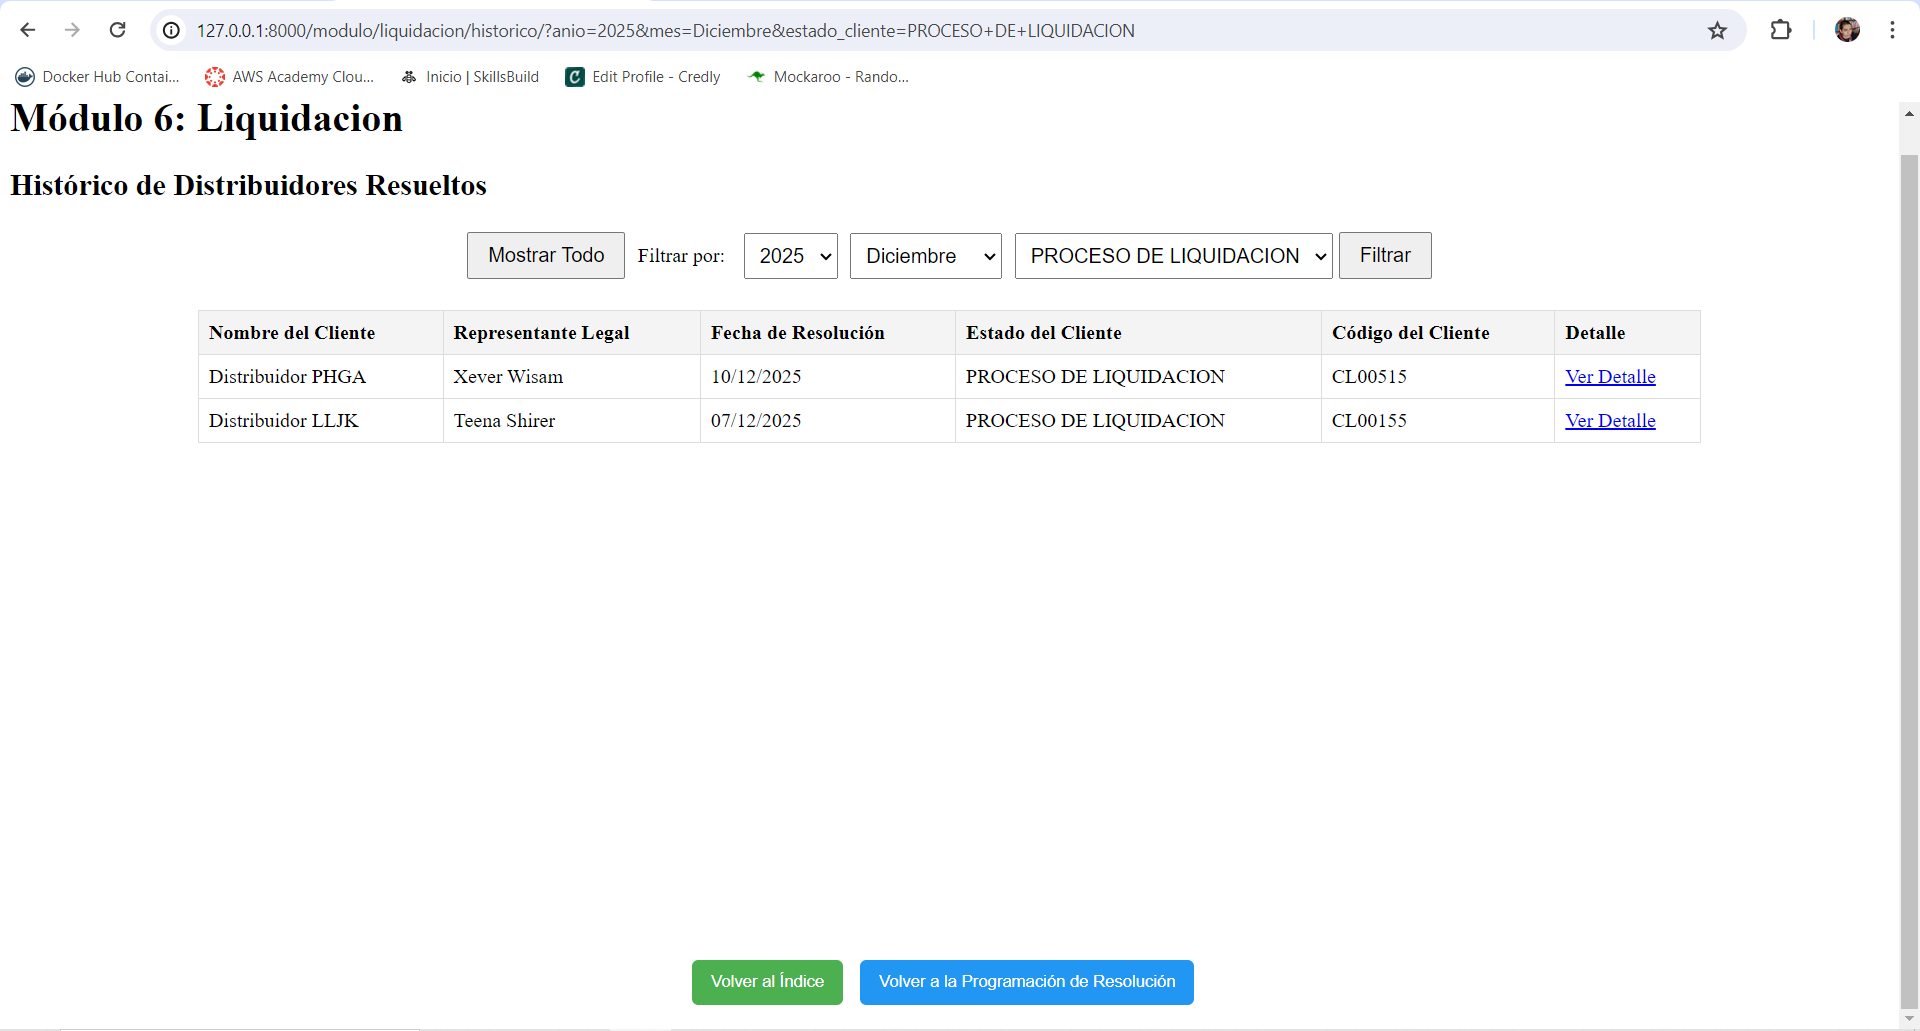 127.0.0.1:8000/modulo/liquidacion/historico/?anio=2025&mes=Diciembre&estado_cliente=PROCESO+DE+LIQUIDACION
Docker Hub Contai... AWS Academy Clou... Inicio | SkillsBuild Edit Profile - Credly Mockaroo - Rando...
Módulo 6: Liquidacion
Histórico de Distribuidores Resueltos
Mostrar Todo Filtrar por: 2025 Diciembre PROCESO DE LIQUIDACION Filtrar
Nombre del Cliente Representante Legal Fecha de Resolución Estado del Cliente Código del Cliente Detalle
Distribuidor PHGA Xever Wisam 10/12/2025 PROCESO DE LIQUIDACION CL00515 Ver Detalle
Distribuidor LLJK Teena Shirer 07/12/2025 PROCESO DE LIQUIDACION CL00155 Ver Detalle
Volver al Índice Volver a la Programación de Resolución